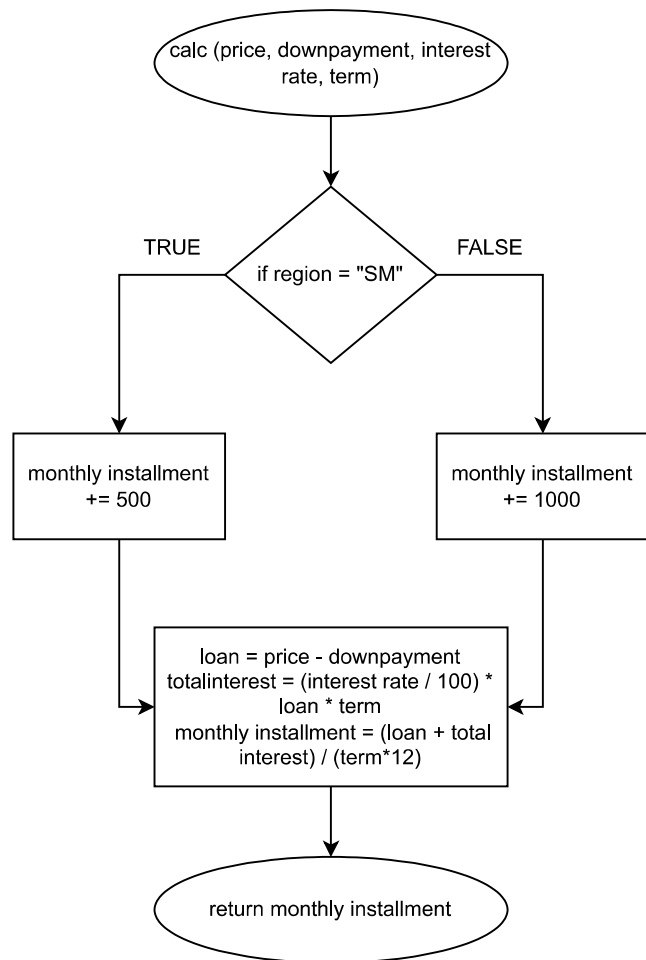 calc (price, downpayment, interest
rate, term)
TRUE
FALSE
if region = "SM"
monthly installment
+= 500
monthly installment
+= 1000
loan = price - downpayment
totalinterest = (interest rate / 100) *
loan * term
monthly installment = (loan + total
interest) / (term*12)
return monthly installment